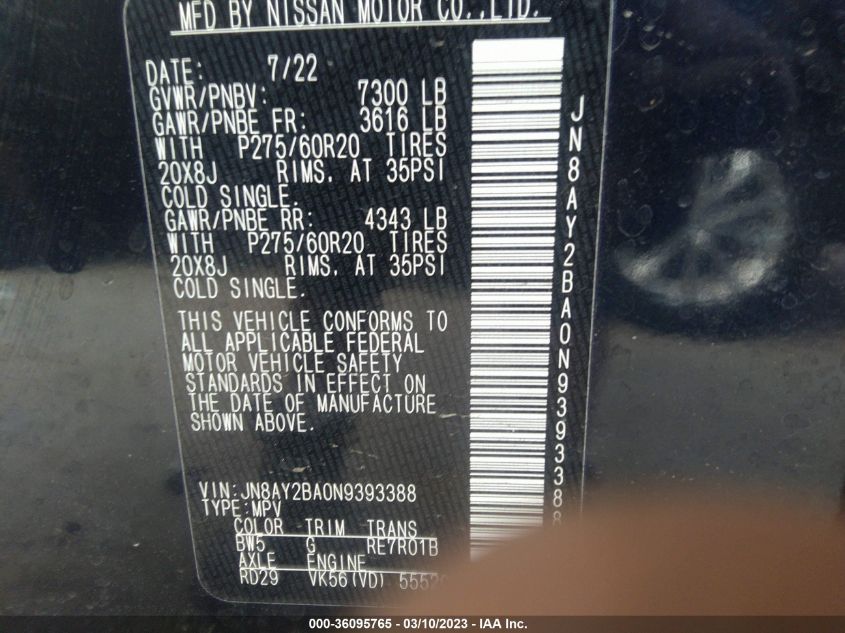 MFD BY NISSAN MOTOR CO.,LTD.
DATE: 7/22
GVWR/PNBV: 7300 LB
GAWR/PNBE FR: 3616 LB
WITH P275/60R20 TIRES
20X8J RIMS. AT 35PSI
COLD SINGLE.
GAWR/PNBE RR: 4343 LB
WITH P275/60R20 TIRES
20X8J RIMS. AT 35PSI
COLD SINGLE.
THIS VEHICLE CONFORMS TO
ALL APPLICABLE FEDERAL
MOTOR VEHICLE SAFETY
STANDARDS IN EFFECT ON
THE DATE OF MANUFACTURE
SHOWN ABOVE.
VIN:JN8AY2BA0N9393388
TYPE:MPV
COLOR TRIM TRANS
BW5 G RE7R01B
AXLE ENGINE
RD29 VK56(VD) 5552
JN8AY2BA0N9393388
000-36095765 - 03/10/2023 - IAA Inc.